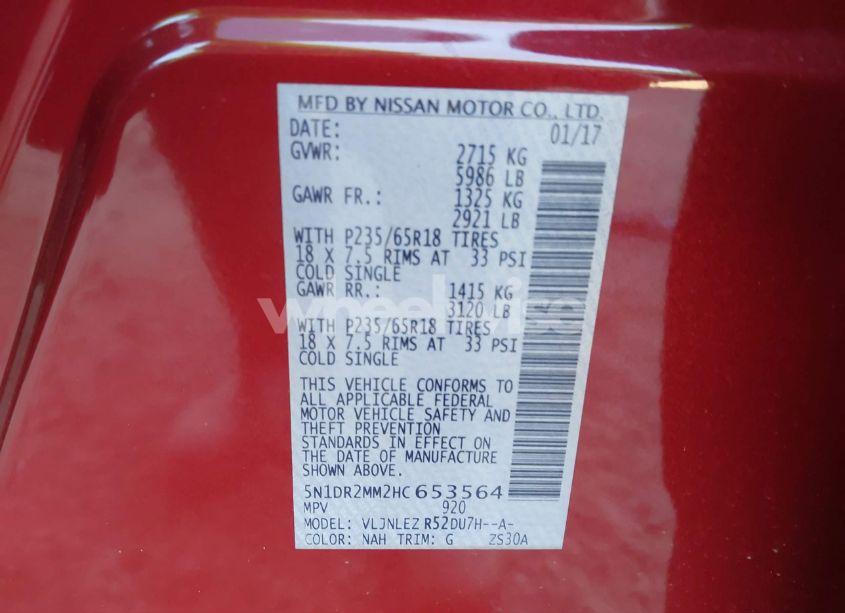 MFD BY NISSAN MOTOR CO., LTD.
DATE: 01/17
GVWR: 2715 KG
5986 LB
GAWR FR.: 1325 KG
2921 LB
WITH P235/65R18 TIRES
18 X 7.5 RIMS AT 33 PSI
COLD SINGLE
GAWR RR.: 1415 KG
3120 LB
WITH P235/65R18 TIRES
18 X 7.5 RIMS AT 33 PSI
COLD SINGLE
THIS VEHICLE CONFORMS TO
ALL APPLICABLE FEDERAL
MOTOR VEHICLE SAFETY AND
THEFT PREVENTION
STANDARDS IN EFFECT ON
THE DATE OF MANUFACTURE
SHOWN ABOVE.
5N1DR2MM2HC653564
MPV 920
MODEL: VLJNLEZ R52DU7H--A-
COLOR: NAH TRIM: G ZS30A